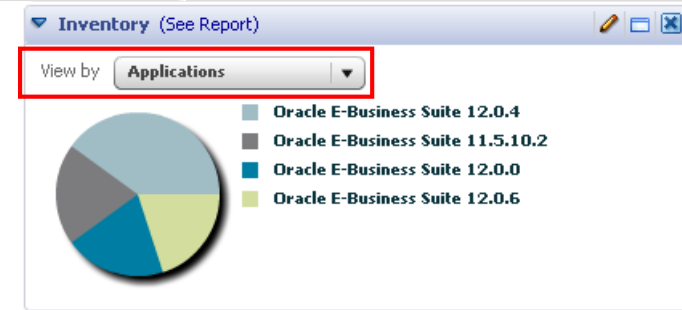 Inventory (See Report)
View by Applications
Oracle E-Business Suite 12.0.4
Oracle E-Business Suite 11.5.10.2
Oracle E-Business Suite 12.0.0
Oracle E-Business Suite 12.0.6